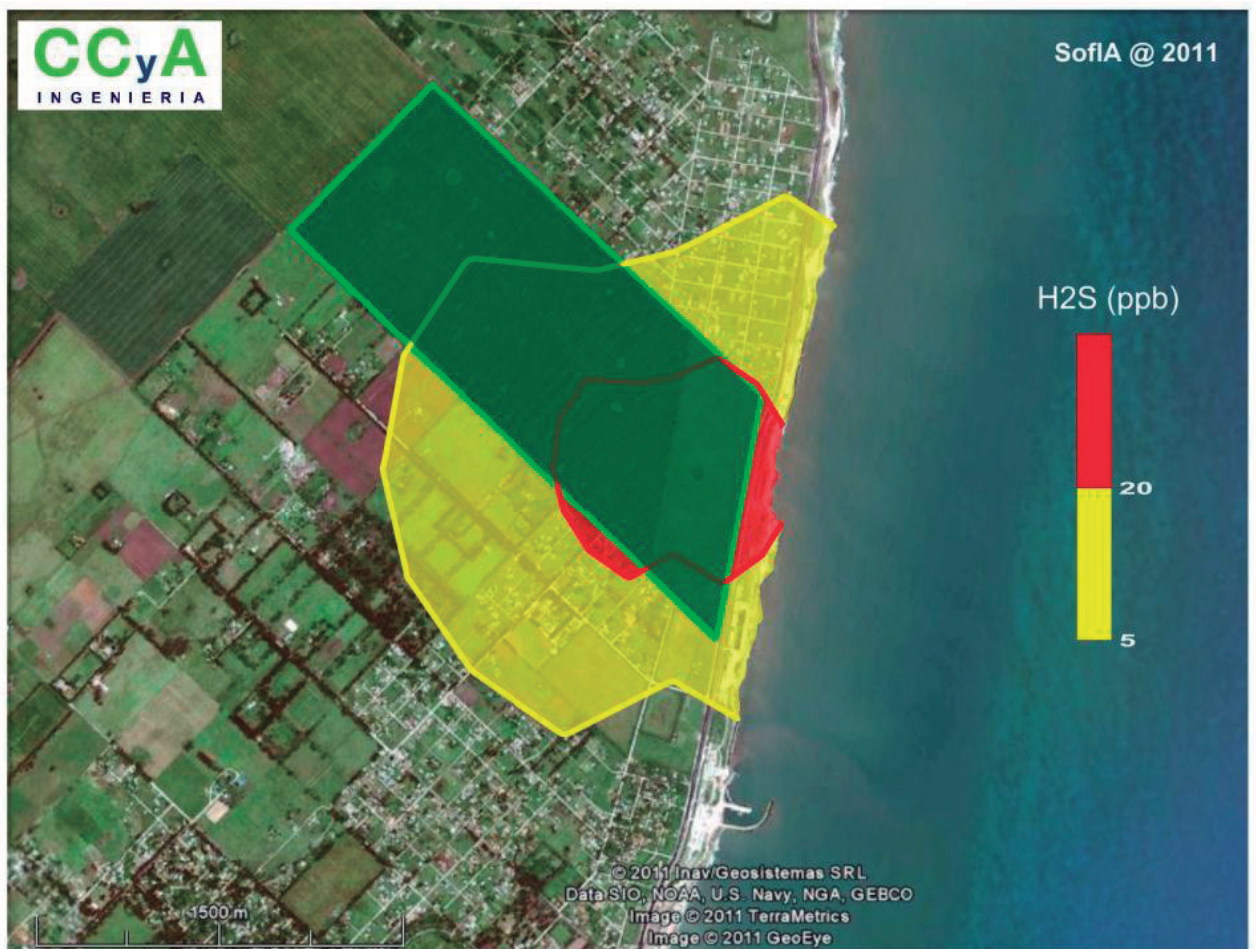 CCyA
INGENIERIA
SofIA @ 2011
H2S (ppb)
20
5
1500 m
© 2011 Inav/Geosistemas SRL
Data SIO, NOAA, U.S. Navy, NGA, GEBCO
Image © 2011 TerraMetrics
Image © 2011 GeoEye